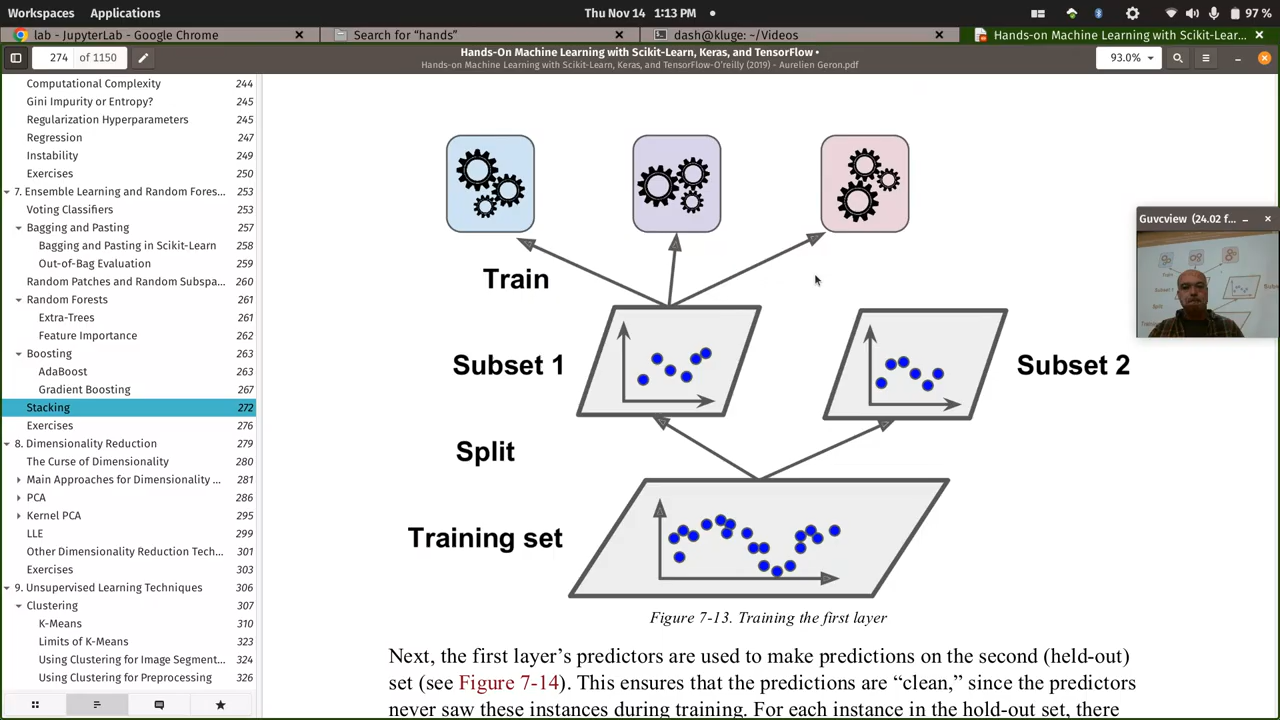 Workspaces Applications Thu Nov 14 1:13 PM 97 %
lab - JupyterLab - Google Chrome Search for “hands” dash@kluge: ~/Videos Hands-On Machine Learning with Scikit-Lear...
274 of 1150 Hands-On Machine Learning with Scikit-Learn, Keras, and TensorFlow • 93.0%
Hands-On Machine Learning with Scikit-Learn, Keras, and TensorFlow-O'reilly (2019) - Aurelien Geron.pdf
Computational Complexity 244
Gini Impurity or Entropy? 245
Regularization Hyperparameters 245
Regression 247
Instability 249
Exercises 250
7. Ensemble Learning and Random Fores... 253
Voting Classifiers 253
Bagging and Pasting 257
Bagging and Pasting in Scikit-Learn 258
Out-of-Bag Evaluation 259
Random Patches and Random Subspa... 260
Random Forests 261
Extra-Trees 261
Feature Importance 262
Boosting 263
AdaBoost 263
Gradient Boosting 267
Stacking 272
Exercises 276
8. Dimensionality Reduction 279
The Curse of Dimensionality 280
Main Approaches for Dimensionality ... 281
PCA 286
Kernel PCA 295
LLE 299
Other Dimensionality Reduction Tech... 301
Exercises 303
9. Unsupervised Learning Techniques 306
Clustering 307
K-Means 310
Limits of K-Means 323
Using Clustering for Image Segment... 324
Using Clustering for Preprocessing 326
Train
Subset 1
Subset 2
Split
Training set
Figure 7-13. Training the first layer
Next, the first layer’s predictors are used to make predictions on the second (held-out)
set (see Figure 7-14). This ensures that the predictions are “clean,” since the predictors
never saw these instances during training. For each instance in the hold-out set, there
Guvcview (24.02 f...